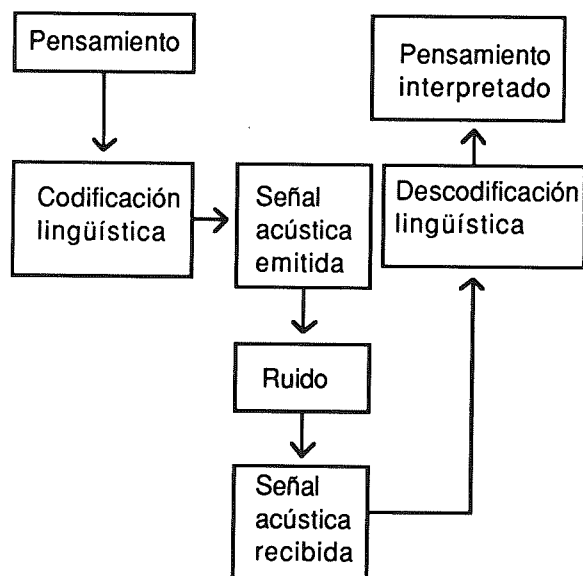 Pensamiento
Codificación
lingüística
Señal
acústica
emitida
Ruido
Señal
acústica
recibida
Descodificación
lingüística
Pensamiento
interpretado